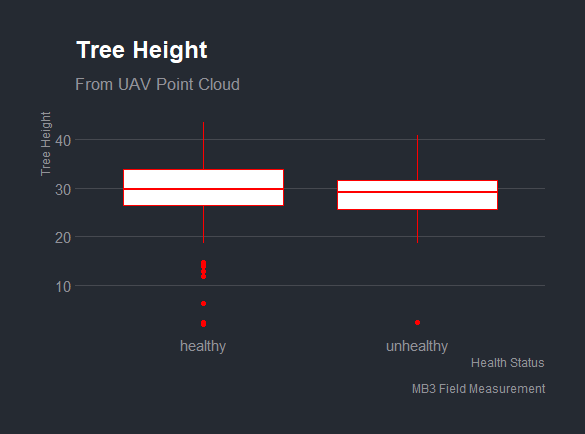 Tree Height
From UAV Point Cloud
Tree Height
40
30
20
10
healthy
unhealthy
Health Status
MB3 Field Measurement